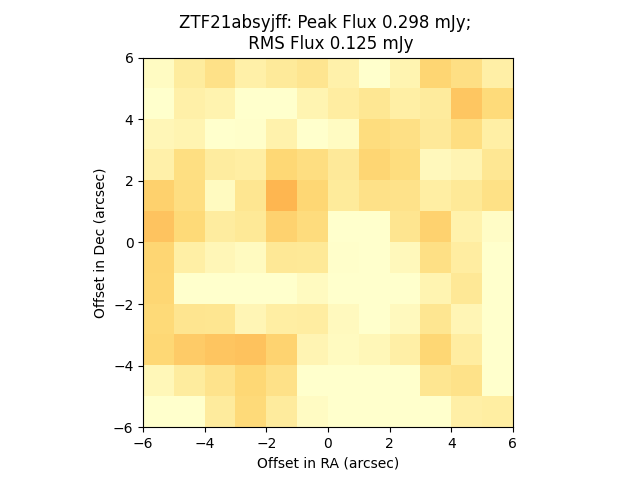 ZTF21absyjff: Peak Flux 0.298 mJy;
RMS Flux 0.125 mJy
6
4
2
0
−2
−4
−6
Offset in Dec (arcsec)
−6 −4 −2 0 2 4 6
Offset in RA (arcsec)